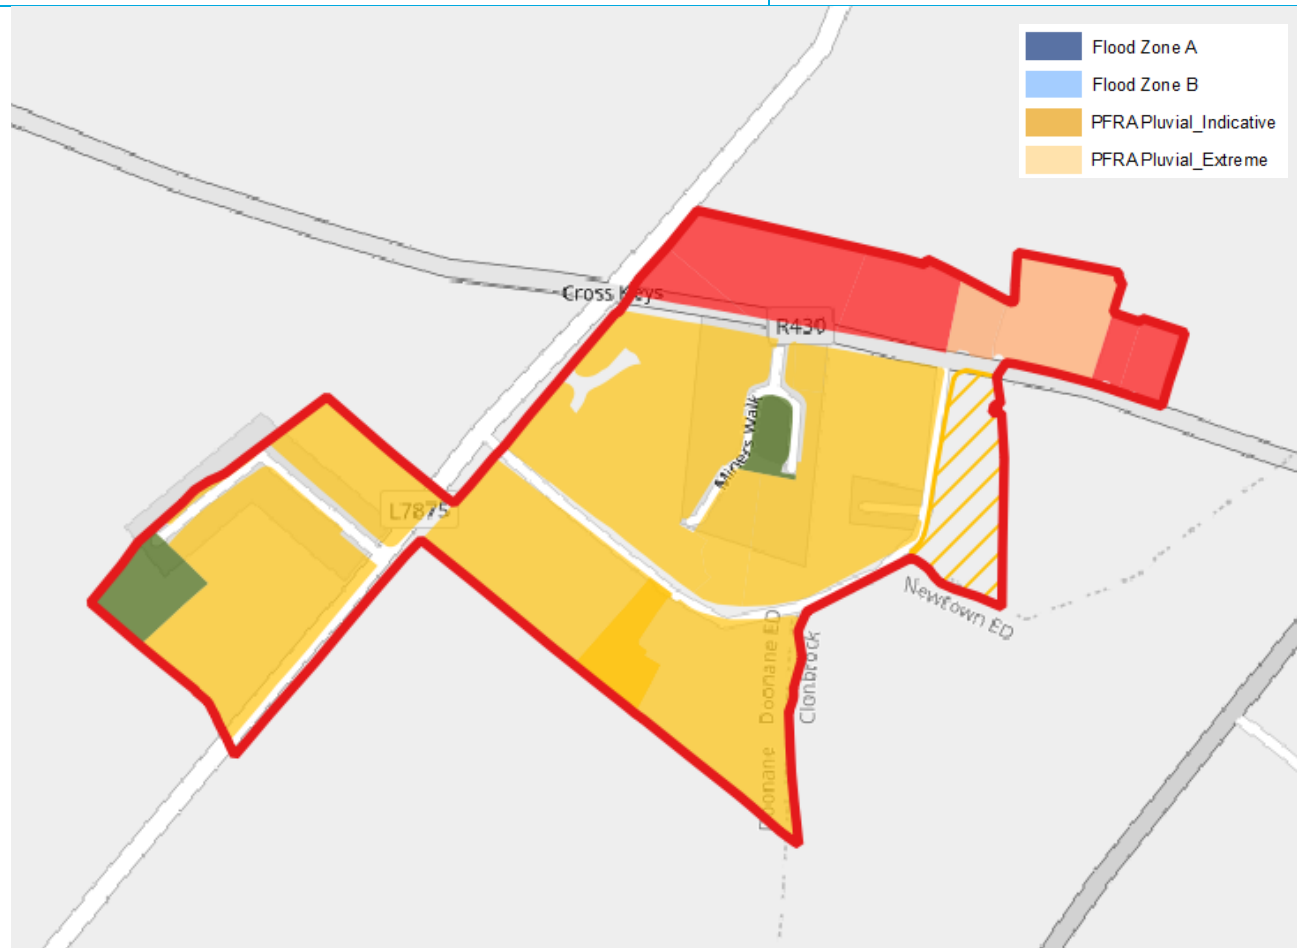 Flood Zone A
Flood Zone B
PFRA Pluvial_Indicative
PFRA Pluvial_Extreme
Cross Keys
R430
Miners Walk
L7875
Newtown ED
Doonane ED
Clonbrock
Doonane